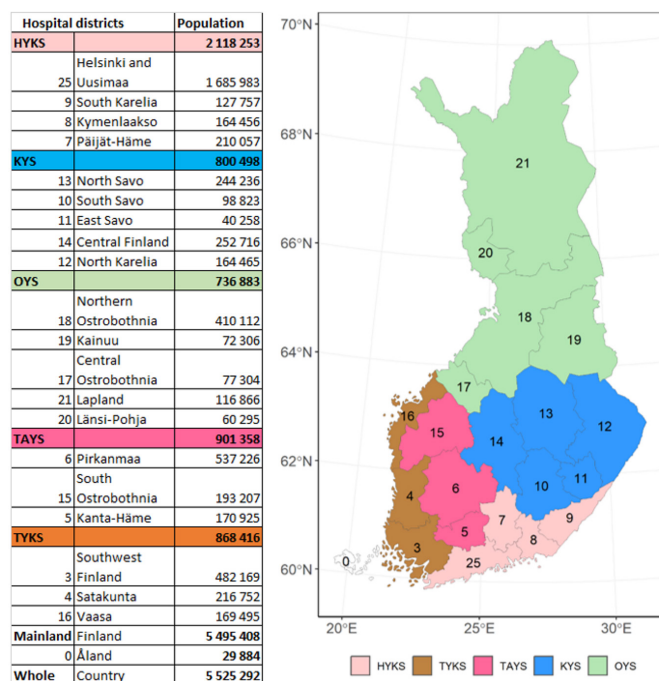 Hospital districts Population
HYKS 2 118 253
Helsinki and
25 Uusimaa 1 685 983
9 South Karelia 127 757
8 Kymenlaakso 164 456
7 Päijät-Häme 210 057
KYS 800 498
13 North Savo 244 236
10 South Savo 98 823
11 East Savo 40 258
14 Central Finland 252 716
12 North Karelia 164 465
OYS 736 883
Northern
18 Ostrobothnia 410 112
19 Kainuu 72 306
Central
17 Ostrobothnia 77 304
21 Lapland 116 866
20 Länsi-Pohja 60 295
TAYS 901 358
6 Pirkanmaa 537 226
South
15 Ostrobothnia 193 207
5 Kanta-Häme 170 925
TYKS 868 416
Southwest
3 Finland 482 169
4 Satakunta 216 752
16 Vaasa 169 495
Mainland Finland 5 495 408
0 Åland 29 884
Whole Country 5 525 292
70°N
68°N
66°N
64°N
62°N
60°N
21
20
18
19
17
16
15
13
14
12
11
10
4
6
7
9
5
8
3
25
0
20°E 25°E 30°E
HYKS TYKS TAYS KYS OYS